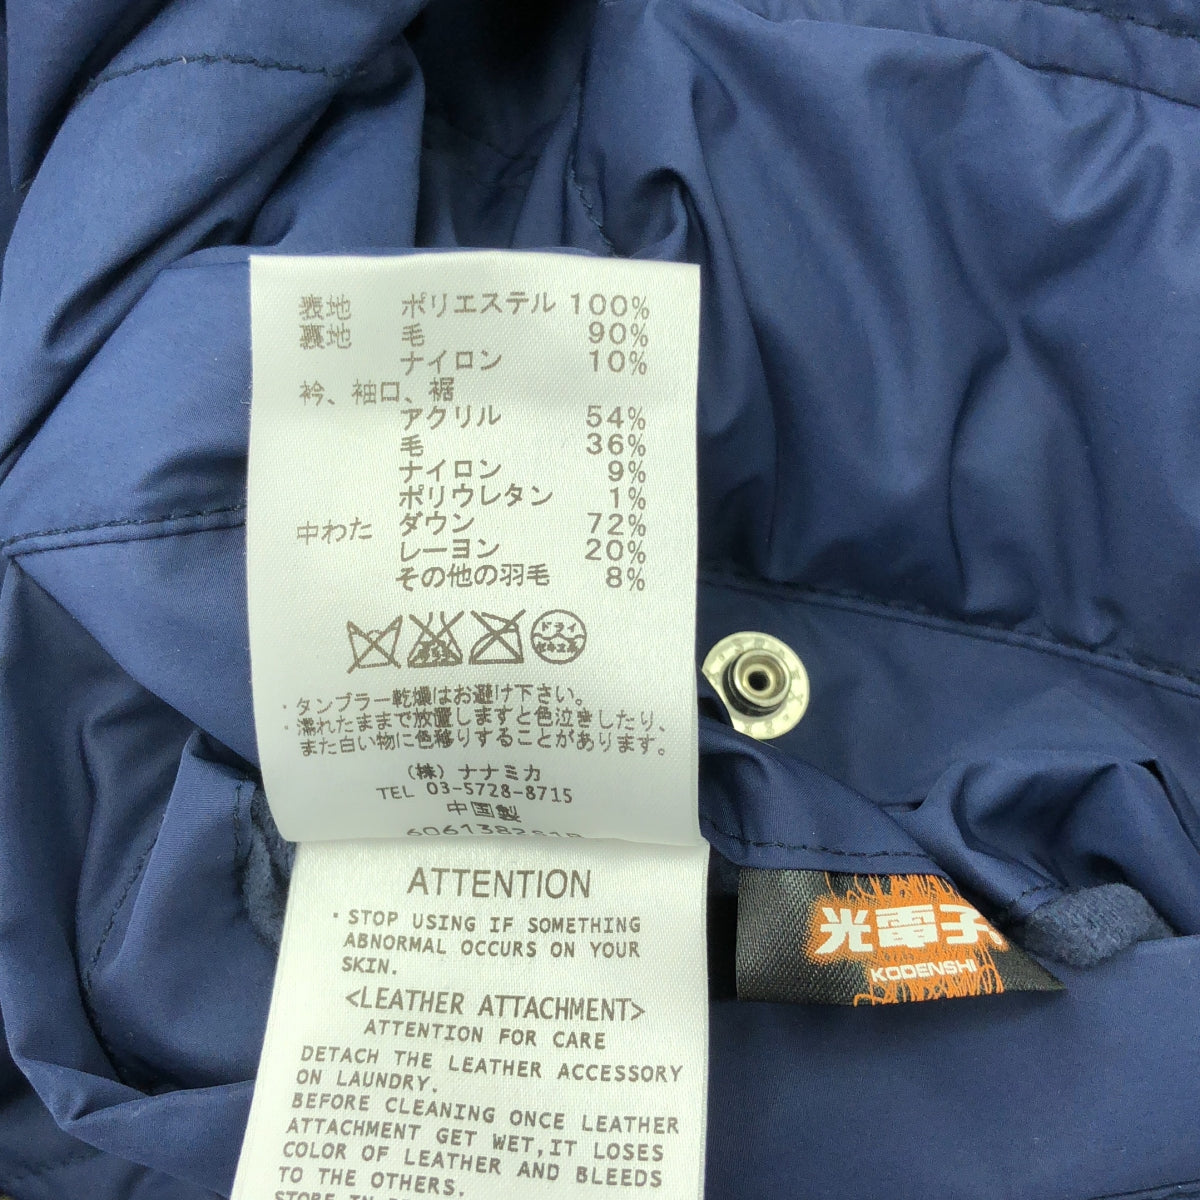 表地 ポリエステル 100%
裏地 毛 90%
ナイロン 10%
衿、袖口、裾
アクリル 54%
毛 36%
ナイロン 9%
ポリウレタン 1%
中わた ダウン 72%
レーヨン 20%
その他の羽毛 8%
ドライ
セキユ系
・タンブラー乾燥はお避け下さい。
・濡れたままで放置しますと色泣きしたり、
また白い物に色移りすることがあります。
(株) ナナミカ
TEL 03-5728-8715
中国製
ATTENTION
・STOP USING IF SOMETHING
ABNORMAL OCCURS ON YOUR
SKIN.
<LEATHER ATTACHMENT>
ATTENTION FOR CARE
DETACH THE LEATHER ACCESSORY
ON LAUNDRY.
BEFORE CLEANING ONCE LEATHER
ATTACHMENT GET WET,IT LOSES
COLOR OF LEATHER AND BLEEDS
TO THE OTHERS.
光電子®
KODENSHI